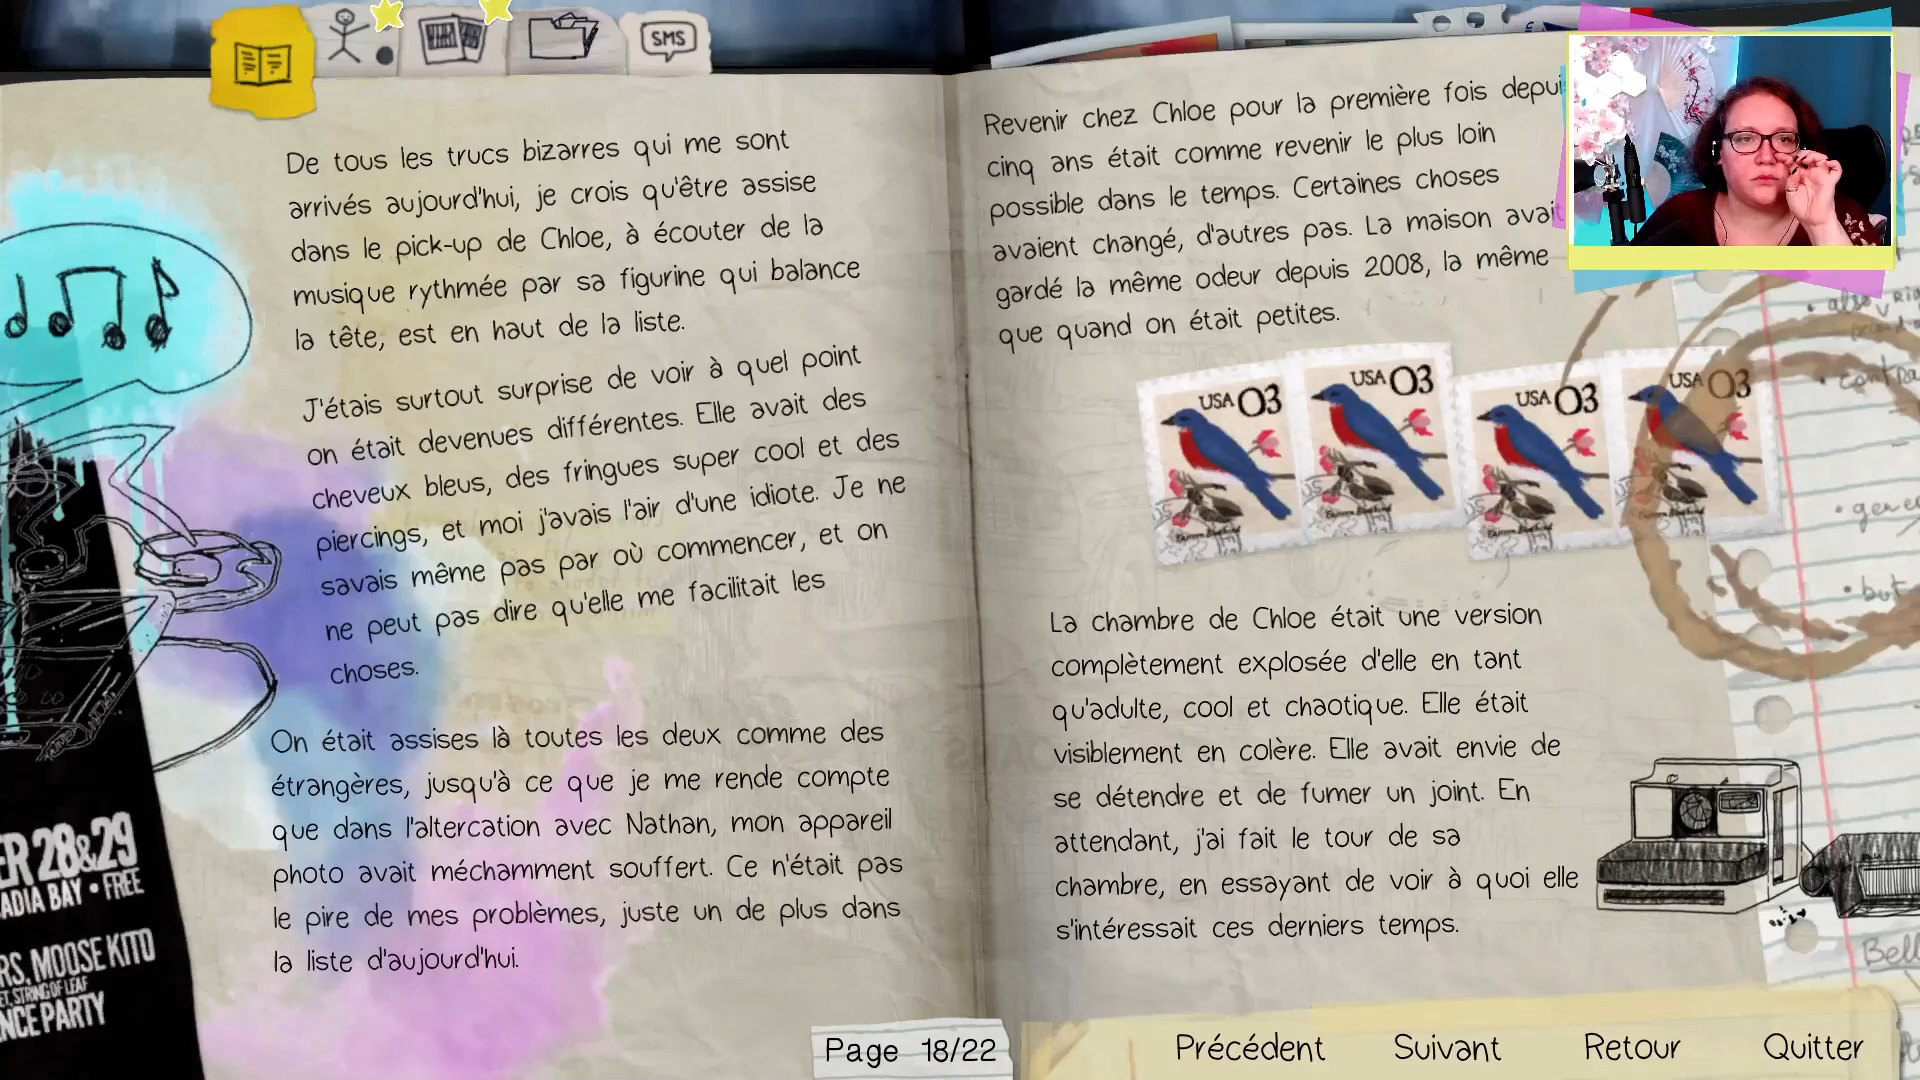 SMS
De tous les trucs bizarres qui me sont
arrivés aujourd'hui, je crois qu'être assise
dans le pick-up de Chloe, à écouter de la
musique rythmée par sa figurine qui balance
la tête, est en haut de la liste.
J'étais surtout surprise de voir à quel point
on était devenues différentes. Elle avait des
cheveux bleus, des fringues super cool et des
piercings, et moi j'avais l'air d'une idiote. Je ne
savais même pas par où commencer, et on
ne peut pas dire qu'elle me facilitait les
choses.
On était assises là toutes les deux comme des
étrangères, jusqu'à ce que je me rende compte
que dans l'altercation avec Nathan, mon appareil
photo avait méchamment souffert. Ce n'était pas
le pire de mes problèmes, juste un de plus dans
la liste d'aujourd'hui.
ER 28&29
ADIA BAY • FREE
RS, MOOSE KITO
ET, STRING OF LEAF
NCE PARTY
Revenir chez Chloe pour la première fois depui
cinq ans était comme revenir le plus loin
possible dans le temps. Certaines choses
avaient changé, d'autres pas. La maison avait
gardé la même odeur depuis 2008, la même
que quand on était petites.
USA 03
USA 03
USA 03
USA 03
La chambre de Chloe était une version
complètement explosée d'elle en tant
qu'adulte, cool et chaotique. Elle était
visiblement en colère. Elle avait envie de
se détendre et de fumer un joint. En
attendant, j'ai fait le tour de sa
chambre, en essayant de voir à quoi elle
s'intéressait ces derniers temps.
• contra
• gene
• but
Bell
Page 18/22
Précédent Suivant Retour Quitter